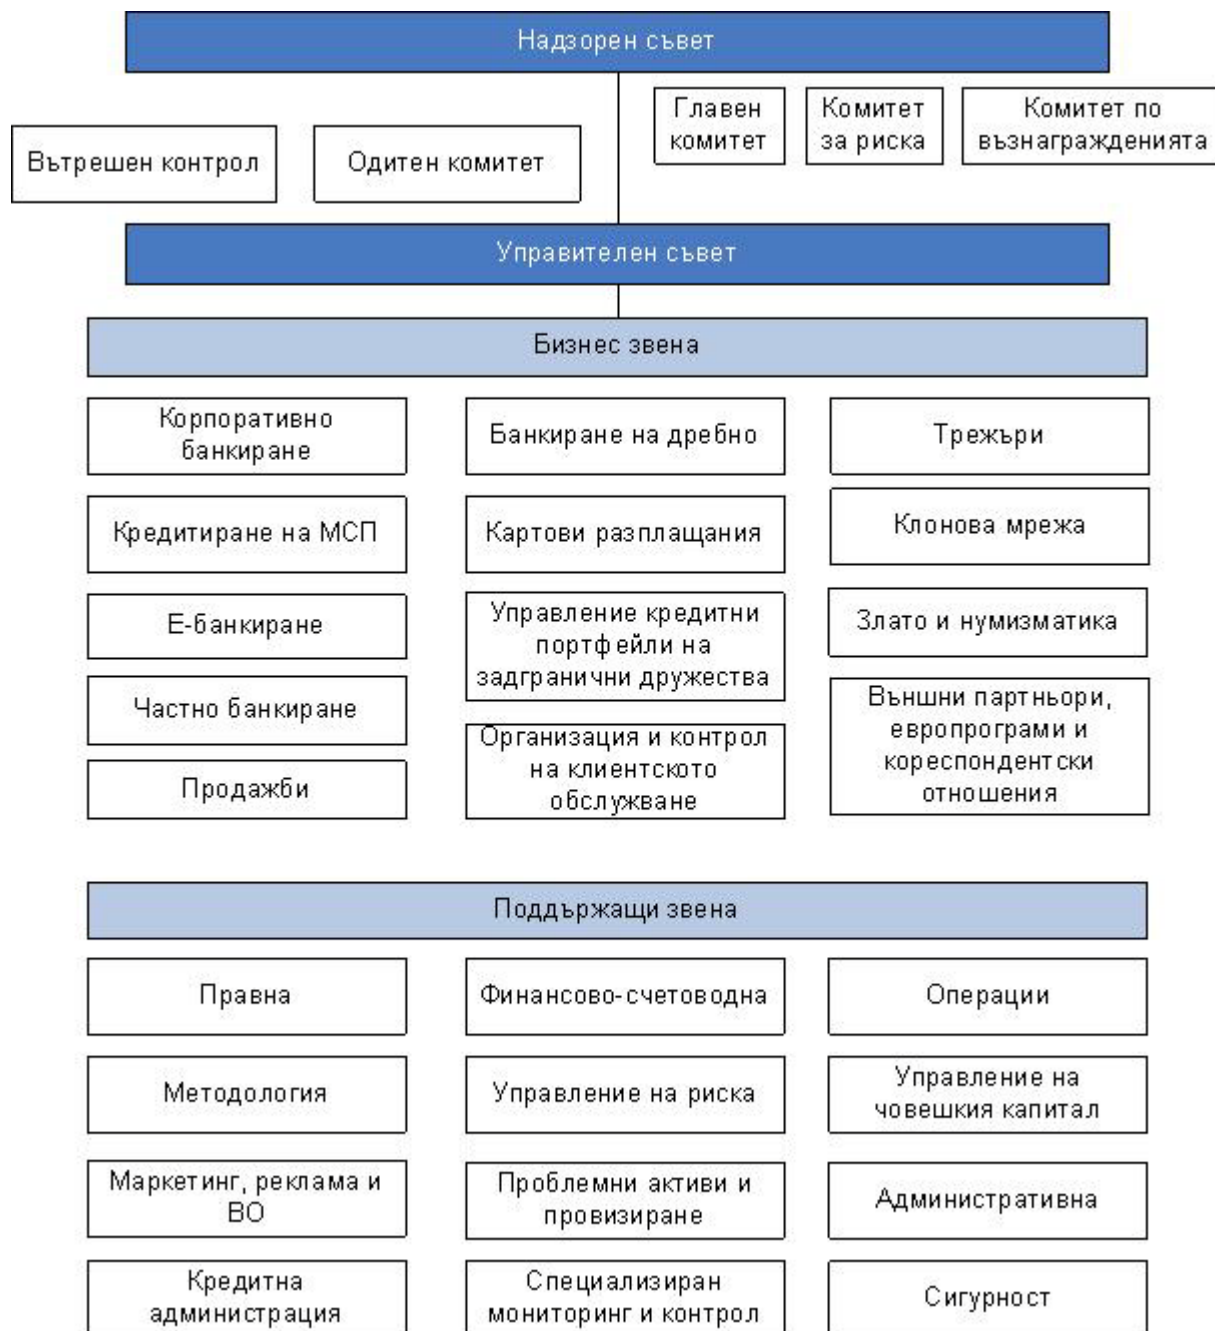 Надзорен съвет
Вътрешен контрол
Одитен комитет
Главен
комитет
Комитет
за риска
Комитет по
възнагражденията
Управителен съвет
Бизнес звена
Корпоративно
банкиране
Банкиране на дребно
Трежъри
Кредитиране на МСП
Картови разплащания
Клонова мрежа
Е-банкиране
Управление кредитни
портфейли на
задгранични дружества
Злато и нумизматика
Частно банкиране
Продажби
Организация и контрол
на клиентското
обслужване
Външни партньори,
европрограми и
кореспондентски
отношения
Поддържащи звена
Правна
Финансово-счетоводна
Операции
Методология
Управление на риска
Управление на
човешкия капитал
Маркетинг, реклама и
ВО
Проблемни активи и
провизиране
Административна
Кредитна
администрация
Специализиран
мониторинг и контрол
Сигурност